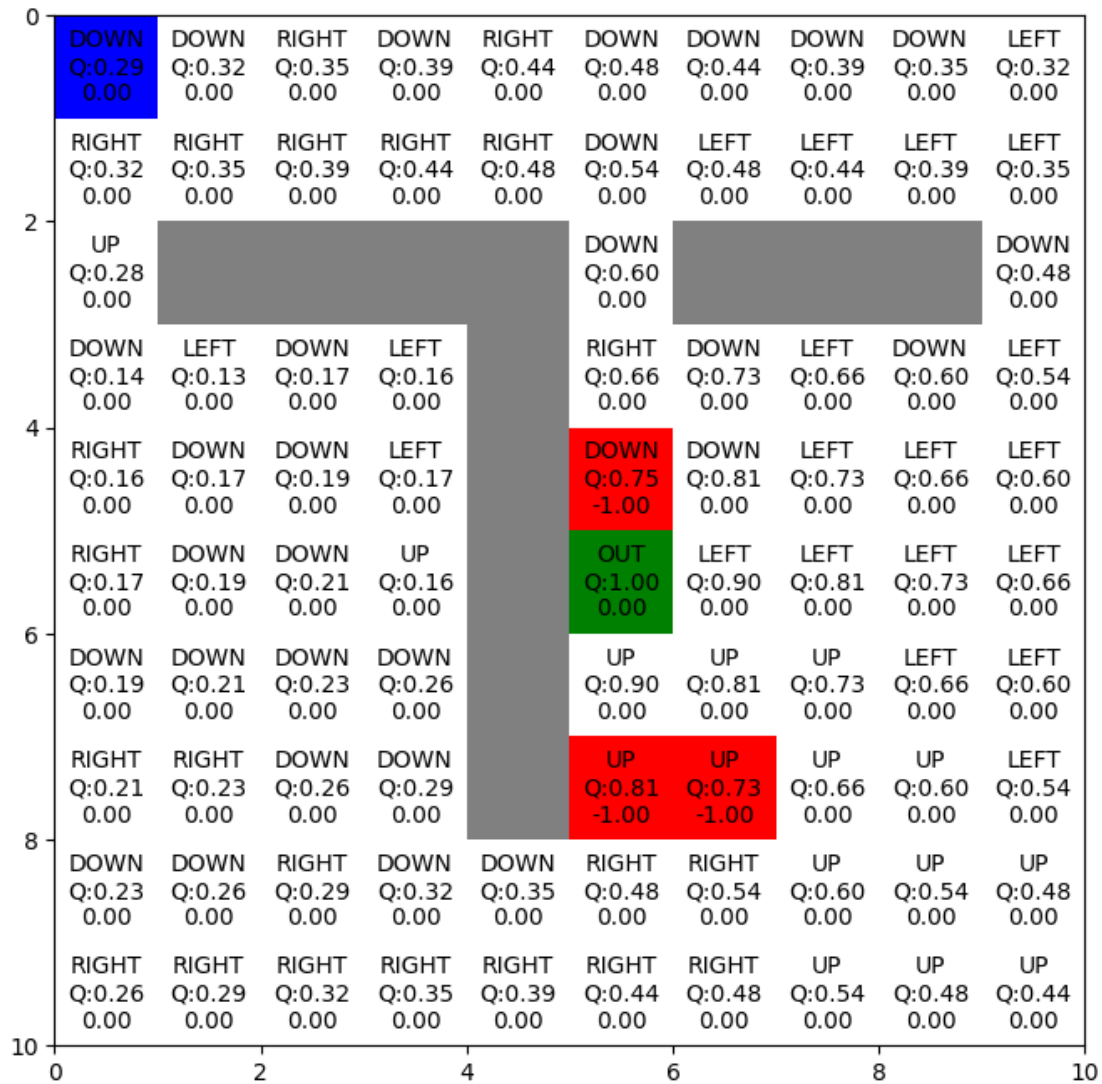 0
DOWN DOWN RIGHT DOWN RIGHT DOWN DOWN DOWN DOWN LEFT
Q:0.29 Q:0.32 Q:0.35 Q:0.39 Q:0.44 Q:0.48 Q:0.44 Q:0.39 Q:0.35 Q:0.32
0.00 0.00 0.00 0.00 0.00 0.00 0.00 0.00 0.00 0.00
RIGHT RIGHT RIGHT RIGHT RIGHT DOWN LEFT LEFT LEFT LEFT
Q:0.32 Q:0.35 Q:0.39 Q:0.44 Q:0.48 Q:0.54 Q:0.48 Q:0.44 Q:0.39 Q:0.35
0.00 0.00 0.00 0.00 0.00 0.00 0.00 0.00 0.00 0.00
2
UP DOWN DOWN
Q:0.28 Q:0.60 Q:0.48
0.00 0.00 0.00
DOWN LEFT DOWN LEFT RIGHT DOWN LEFT DOWN LEFT
Q:0.14 Q:0.13 Q:0.17 Q:0.16 Q:0.66 Q:0.73 Q:0.66 Q:0.60 Q:0.54
0.00 0.00 0.00 0.00 0.00 0.00 0.00 0.00 0.00
4
RIGHT DOWN DOWN LEFT DOWN DOWN LEFT LEFT LEFT
Q:0.16 Q:0.17 Q:0.19 Q:0.17 Q:0.75 Q:0.81 Q:0.73 Q:0.66 Q:0.60
0.00 0.00 0.00 0.00 -1.00 0.00 0.00 0.00 0.00
RIGHT DOWN DOWN UP OUT LEFT LEFT LEFT LEFT
Q:0.17 Q:0.19 Q:0.21 Q:0.16 Q:1.00 Q:0.90 Q:0.81 Q:0.73 Q:0.66
0.00 0.00 0.00 0.00 0.00 0.00 0.00 0.00 0.00
6
DOWN DOWN DOWN DOWN UP UP UP LEFT LEFT
Q:0.19 Q:0.21 Q:0.23 Q:0.26 Q:0.90 Q:0.81 Q:0.73 Q:0.66 Q:0.60
0.00 0.00 0.00 0.00 0.00 0.00 0.00 0.00 0.00
RIGHT RIGHT DOWN DOWN UP UP UP UP LEFT
Q:0.21 Q:0.23 Q:0.26 Q:0.29 Q:0.81 Q:0.73 Q:0.66 Q:0.60 Q:0.54
0.00 0.00 0.00 0.00 -1.00 -1.00 0.00 0.00 0.00
8
DOWN DOWN RIGHT DOWN DOWN RIGHT RIGHT UP UP UP
Q:0.23 Q:0.26 Q:0.29 Q:0.32 Q:0.35 Q:0.48 Q:0.54 Q:0.60 Q:0.54 Q:0.48
0.00 0.00 0.00 0.00 0.00 0.00 0.00 0.00 0.00 0.00
RIGHT RIGHT RIGHT RIGHT RIGHT RIGHT RIGHT UP UP UP
Q:0.26 Q:0.29 Q:0.32 Q:0.35 Q:0.39 Q:0.44 Q:0.48 Q:0.54 Q:0.48 Q:0.44
0.00 0.00 0.00 0.00 0.00 0.00 0.00 0.00 0.00 0.00
10
0 2 4 6 8 10